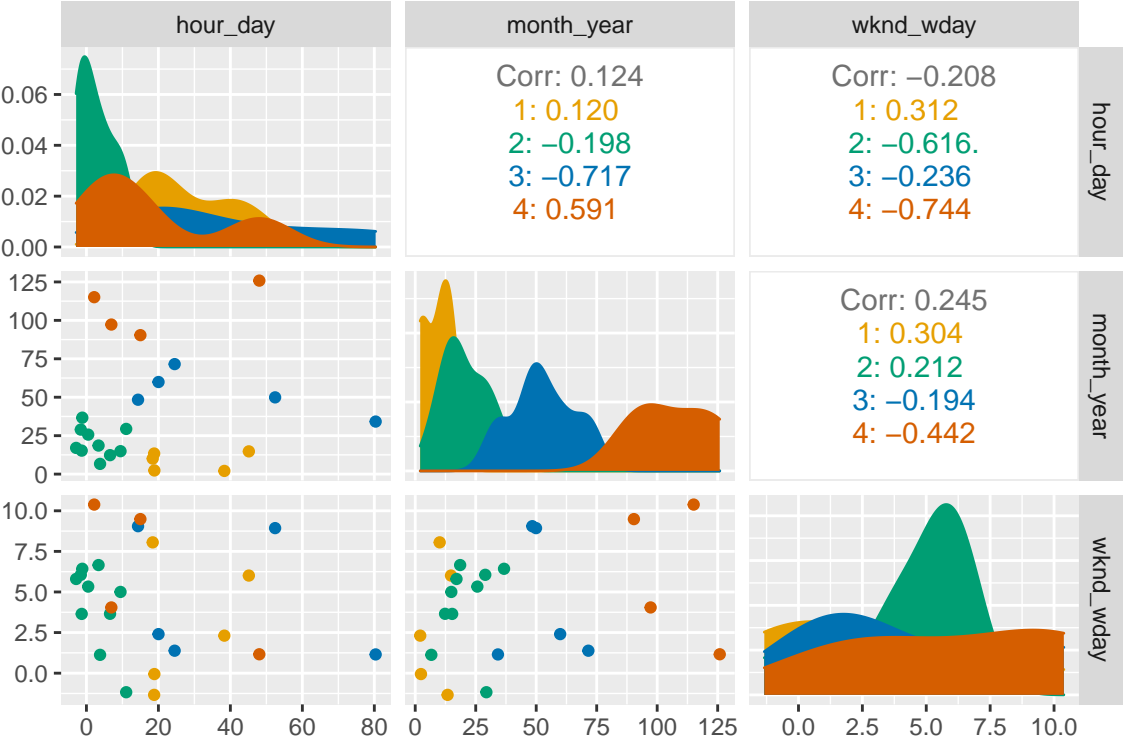 hour_day
month_year
wknd_wday
0.06
0.04
0.02
0.00
Corr: 0.124
1: 0.120
2: −0.198
3: −0.717
4: 0.591
Corr: −0.208
1: 0.312
2: −0.616.
3: −0.236
4: −0.744
hour_day
125
100
75
50
25
0
Corr: 0.245
1: 0.304
2: 0.212
3: −0.194
4: −0.442
month_year
10.0
7.5
5.0
2.5
0.0
wknd_wday
0 20 40 60 80
0 25 50 75 100 125
0.0 2.5 5.0 7.5 10.0